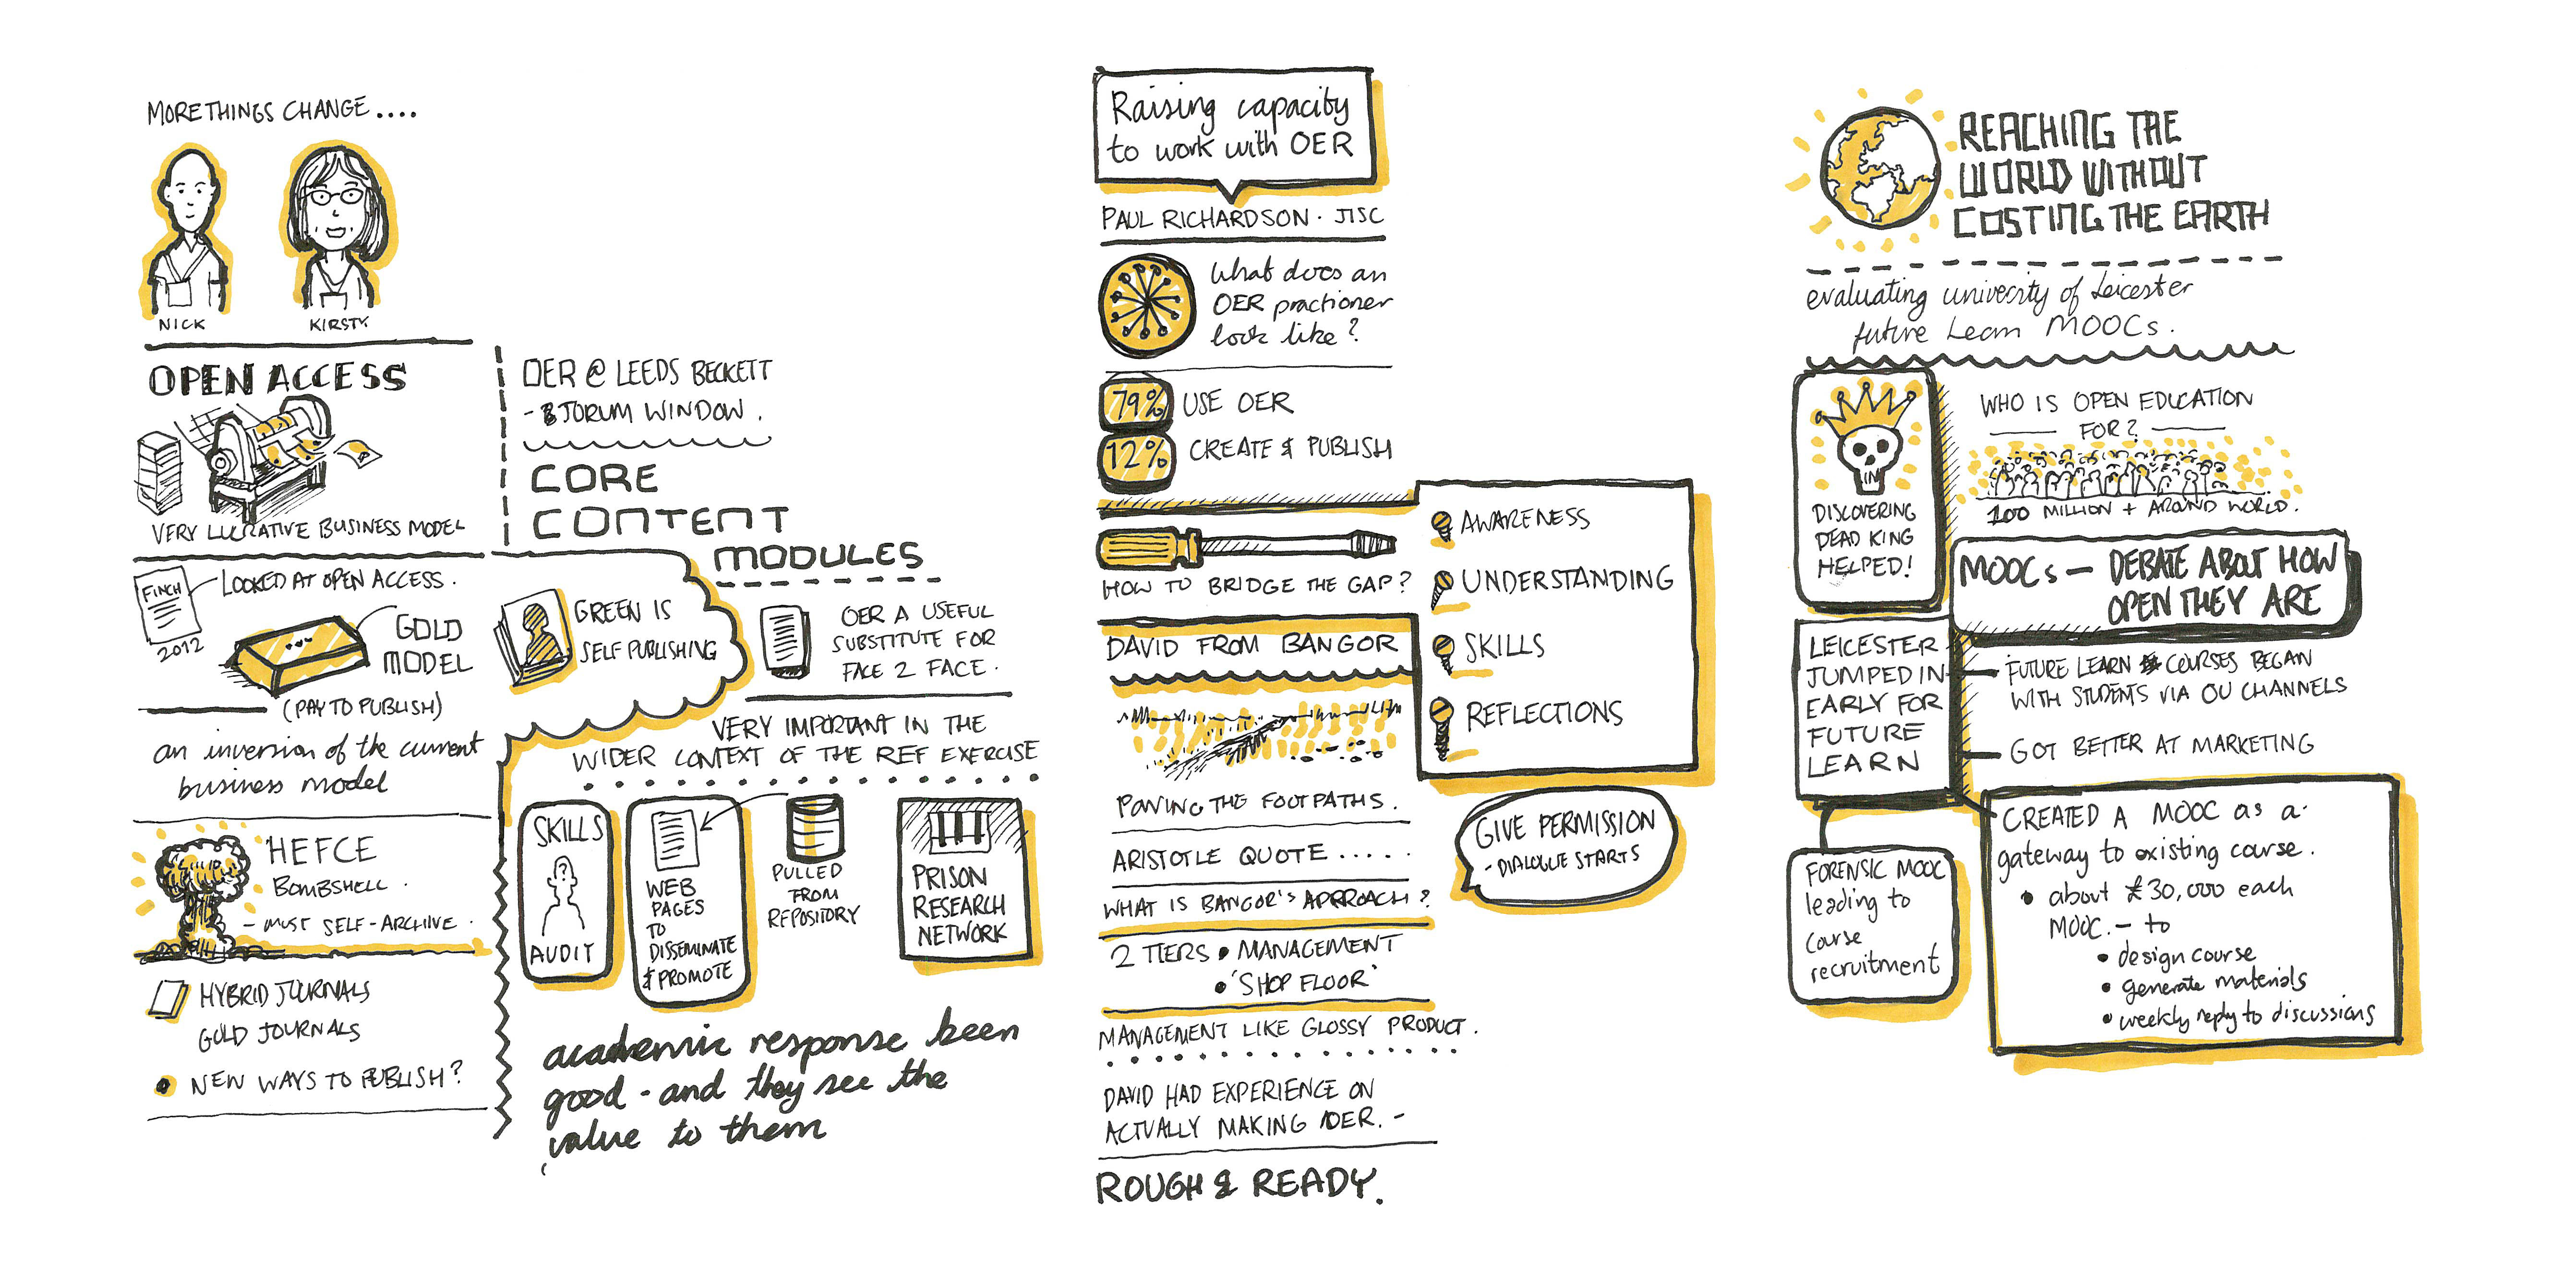 MORE THINGS CHANGE....
NICK
KIRSTY
OPEN ACCESS
VERY LUCRATIVE BUSINESS MODEL
FINCH
2012
LOOKED AT OPEN ACCESS.
GOLD
MODEL
(PAY TO PUBLISH)
an inversion of the current
business model
HEFCE
BOMBSHELL.
- MUST SELF-ARCHIVE.
HYBRID JOURNALS
GOLD JOURNALS
• NEW WAYS TO PUBLISH?
OER @ LEEDS BECKETT
- JORUM WINDOW.
CORE
CONTENT
MODULES
GREEN IS
SELF PUBLISHING
OER A USEFUL
SUBSTITUTE FOR
FACE 2 FACE.
VERY IMPORTANT IN THE
WIDER CONTEXT OF THE REF EXERCISE
SKILLS
?
AUDIT
WEB
PAGES
TO
DISSEMINATE
& PROMOTE
PULLED
FROM
REPOSITORY
PRISON
RESEARCH
NETWORK
academic response been
good - and they see the
value to them
Raising capacity
to work with OER
PAUL RICHARDSON · JISC
What does an
OER practioner
look like?
79% USE OER
12% CREATE & PUBLISH
HOW TO BRIDGE THE GAP?
AWARENESS
UNDERSTANDING
SKILLS
REFLECTIONS
DAVID FROM BANGOR
PAVING THE FOOTPATHS.
GIVE PERMISSION
- DIALOGUE STARTS
ARISTOTLE QUOTE.....
WHAT IS BANGOR'S APPROACH?
2 TIERS • MANAGEMENT
• 'SHOP FLOOR'
MANAGEMENT LIKE GLOSSY PRODUCT.
DAVID HAD EXPERIENCE ON
ACTUALLY MAKING OER. -
ROUGH & READY.
REACHING THE
WORLD WITHOUT
COSTING THE EARTH
evaluating univecity of Leicester
future Learn MOOCs.
IN
DISCOVERING
DEAD KING
HELPED!
WHO IS OPEN EDUCATION
FOR?
100 MILLION + AROUND WORLD.
MOOCs - DEBATE ABOUT HOW
OPEN THEY ARE
LEICESTER
JUMPED IN
EARLY FOR
FUTURE
LEARN
FUTURE LEARN COURSES BEGAN
WITH STUDENTS VIA OU CHANNELS
GOT BETTER AT MARKETING
CREATED A MOOC as a
gateway to existing course.
• about £30,000 each
MOOC. - to
• design course
• generate materials
• weekly reply to discussions
FORENSIC MOOC
leading to
course
recruitment